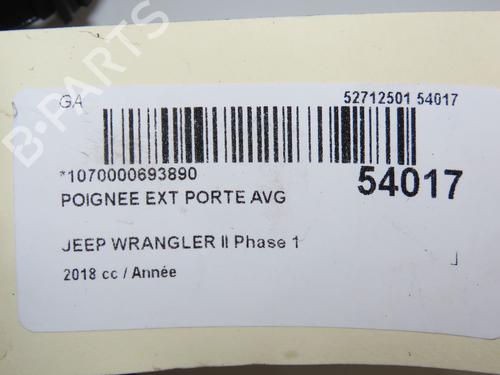 B-PARTS
GA
52712501 54017
*1070000693890
54017
POIGNEE EXT PORTE AVG
JEEP WRANGLER II Phase 1
2018 cc / Année